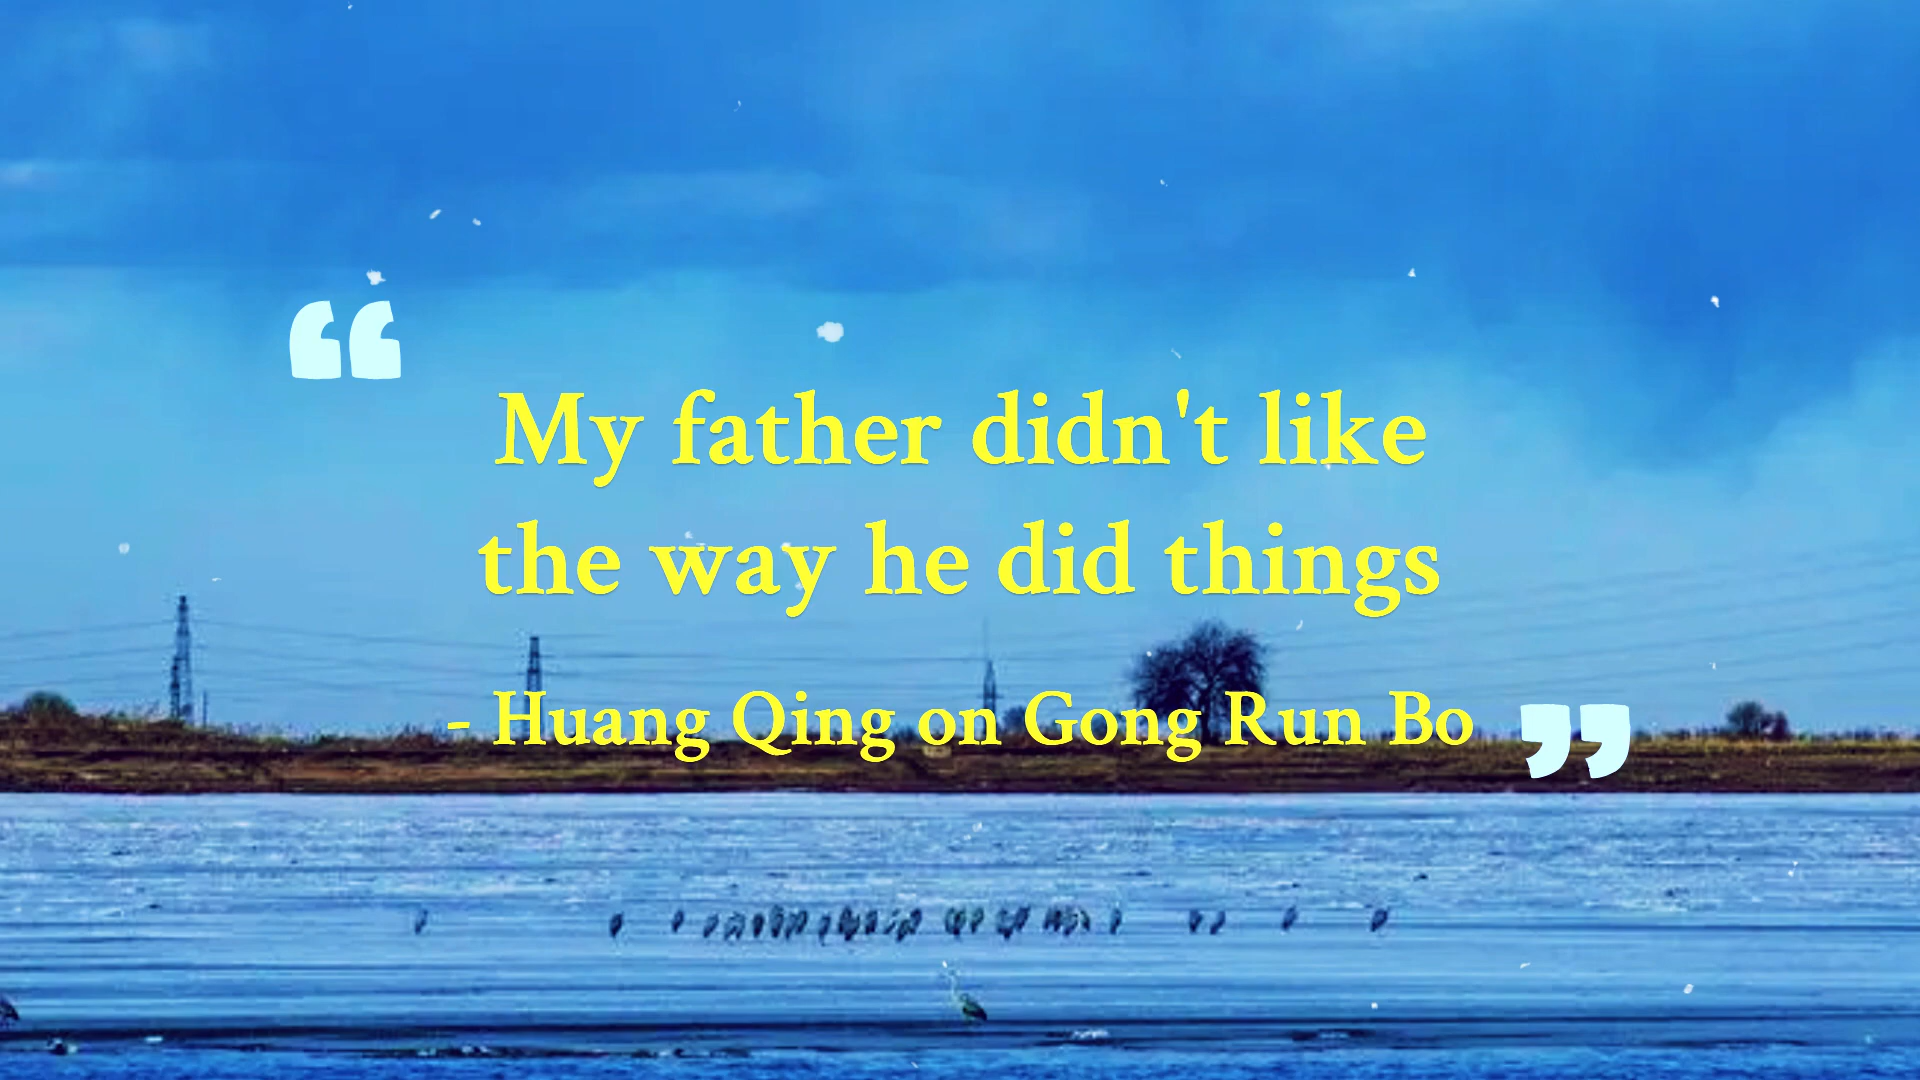 “
My father didn't like
the way he did things
- Huang Qing on Gong Run Bo ”